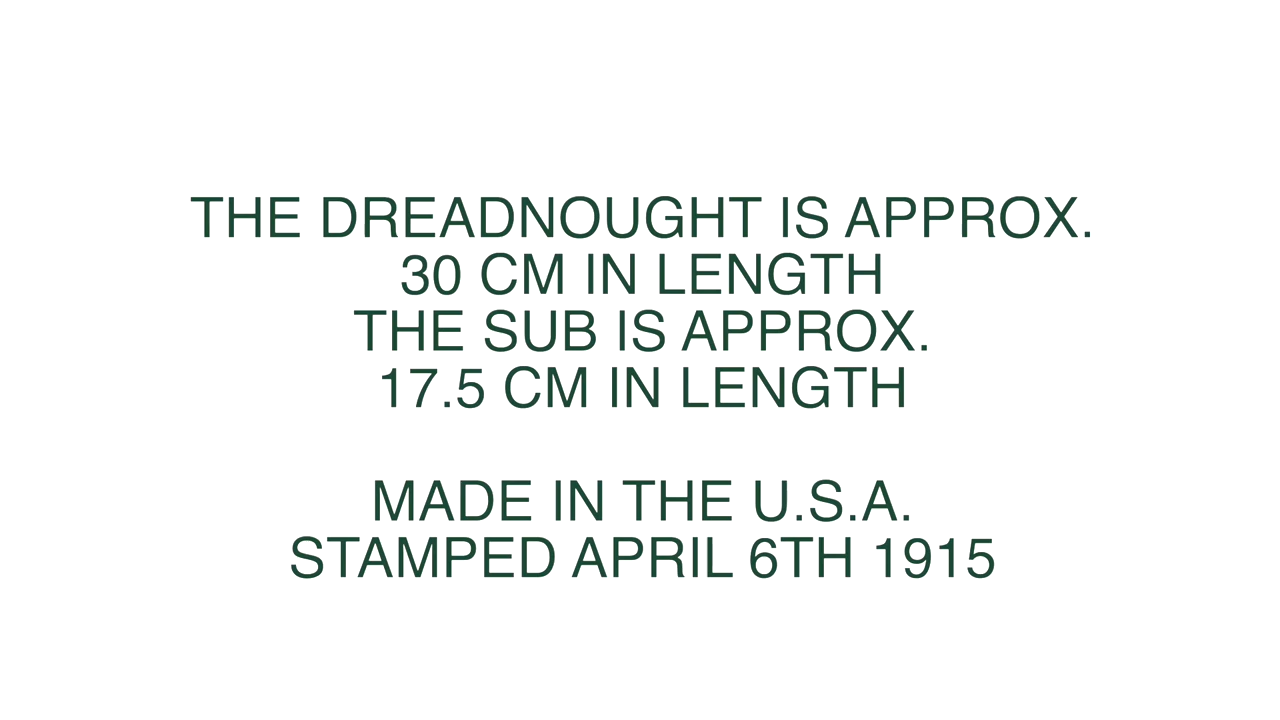 THE DREADNOUGHT IS APPROX.
30 CM IN LENGTH
THE SUB IS APPROX.
17.5 CM IN LENGTH
MADE IN THE U.S.A.
STAMPED APRIL 6TH 1915